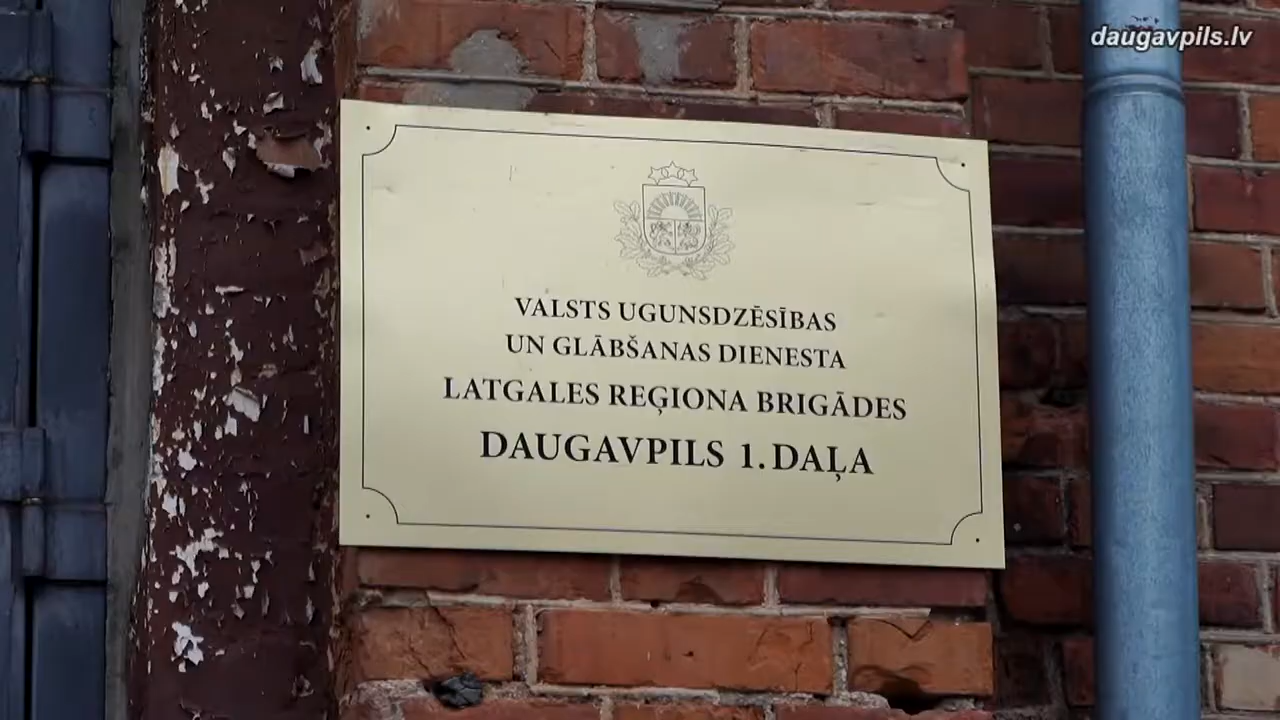 daugavpils.lv
VALSTS UGUNSDZĒSĪBAS
UN GLĀBŠANAS DIENESTA
LATGALES REĢIONA BRIGĀDES
DAUGAVPILS 1. DAĻA